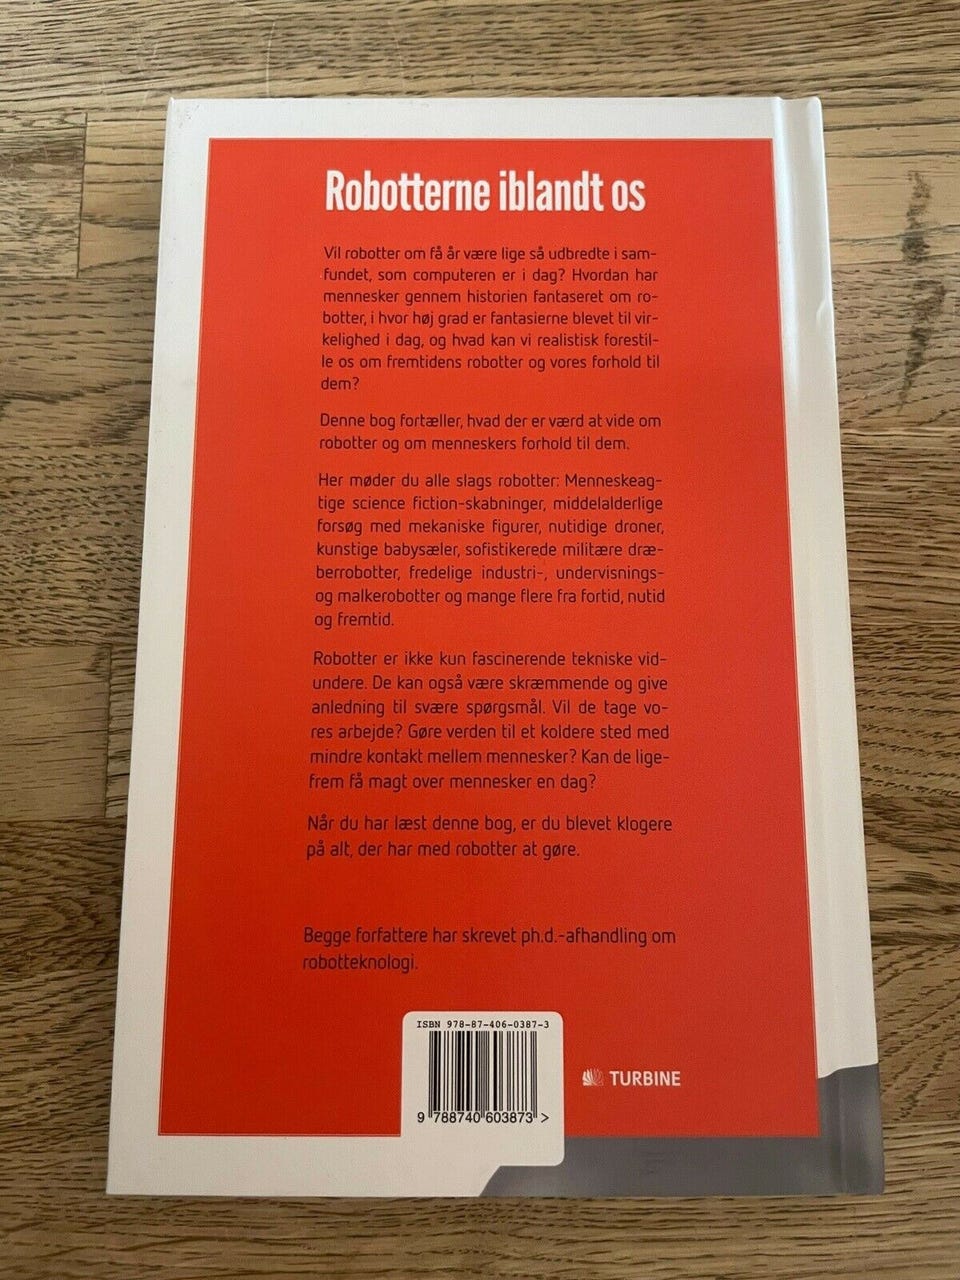 Robotterne iblandt os
Vil robotter om få år være lige så udbredte i sam-
fundet, som computeren er i dag? Hvordan har
mennesker gennem historien fantaseret om ro-
botter, i hvor høj grad er fantasierne blevet til vir-
kelighed i dag, og hvad kan vi realistisk forestil-
le os om fremtidens robotter og vores forhold til
dem?
Denne bog fortæller, hvad der er værd at vide om
robotter og om menneskers forhold til dem.
Her møder du alle slags robotter: Menneskeag-
tige science fiction-skabninger, middelalderlige
forsøg med mekaniske figurer, nutidige droner,
kunstige babysæler, sofistikerede militære dræ-
berrobotter, fredelige industri-, undervisnings-
og malkerobotter og mange flere fra fortid, nutid
og fremtid.
Robotter er ikke kun fascinerende tekniske vid-
undere. De kan også være skræmmende og give
anledning til svære spørgsmål. Vil de tage vo-
res arbejde? Gøre verden til et koldere sted med
mindre kontakt mellem mennesker? Kan de lige-
frem få magt over mennesker en dag?
Når du har læst denne bog, er du blevet klogere
på alt, der har med robotter at gøre.
Begge forfattere har skrevet ph.d.-afhandling om
robotteknologi.
ISBN 978-87-406-0387-3
9 788740 603873 >
TURBINE